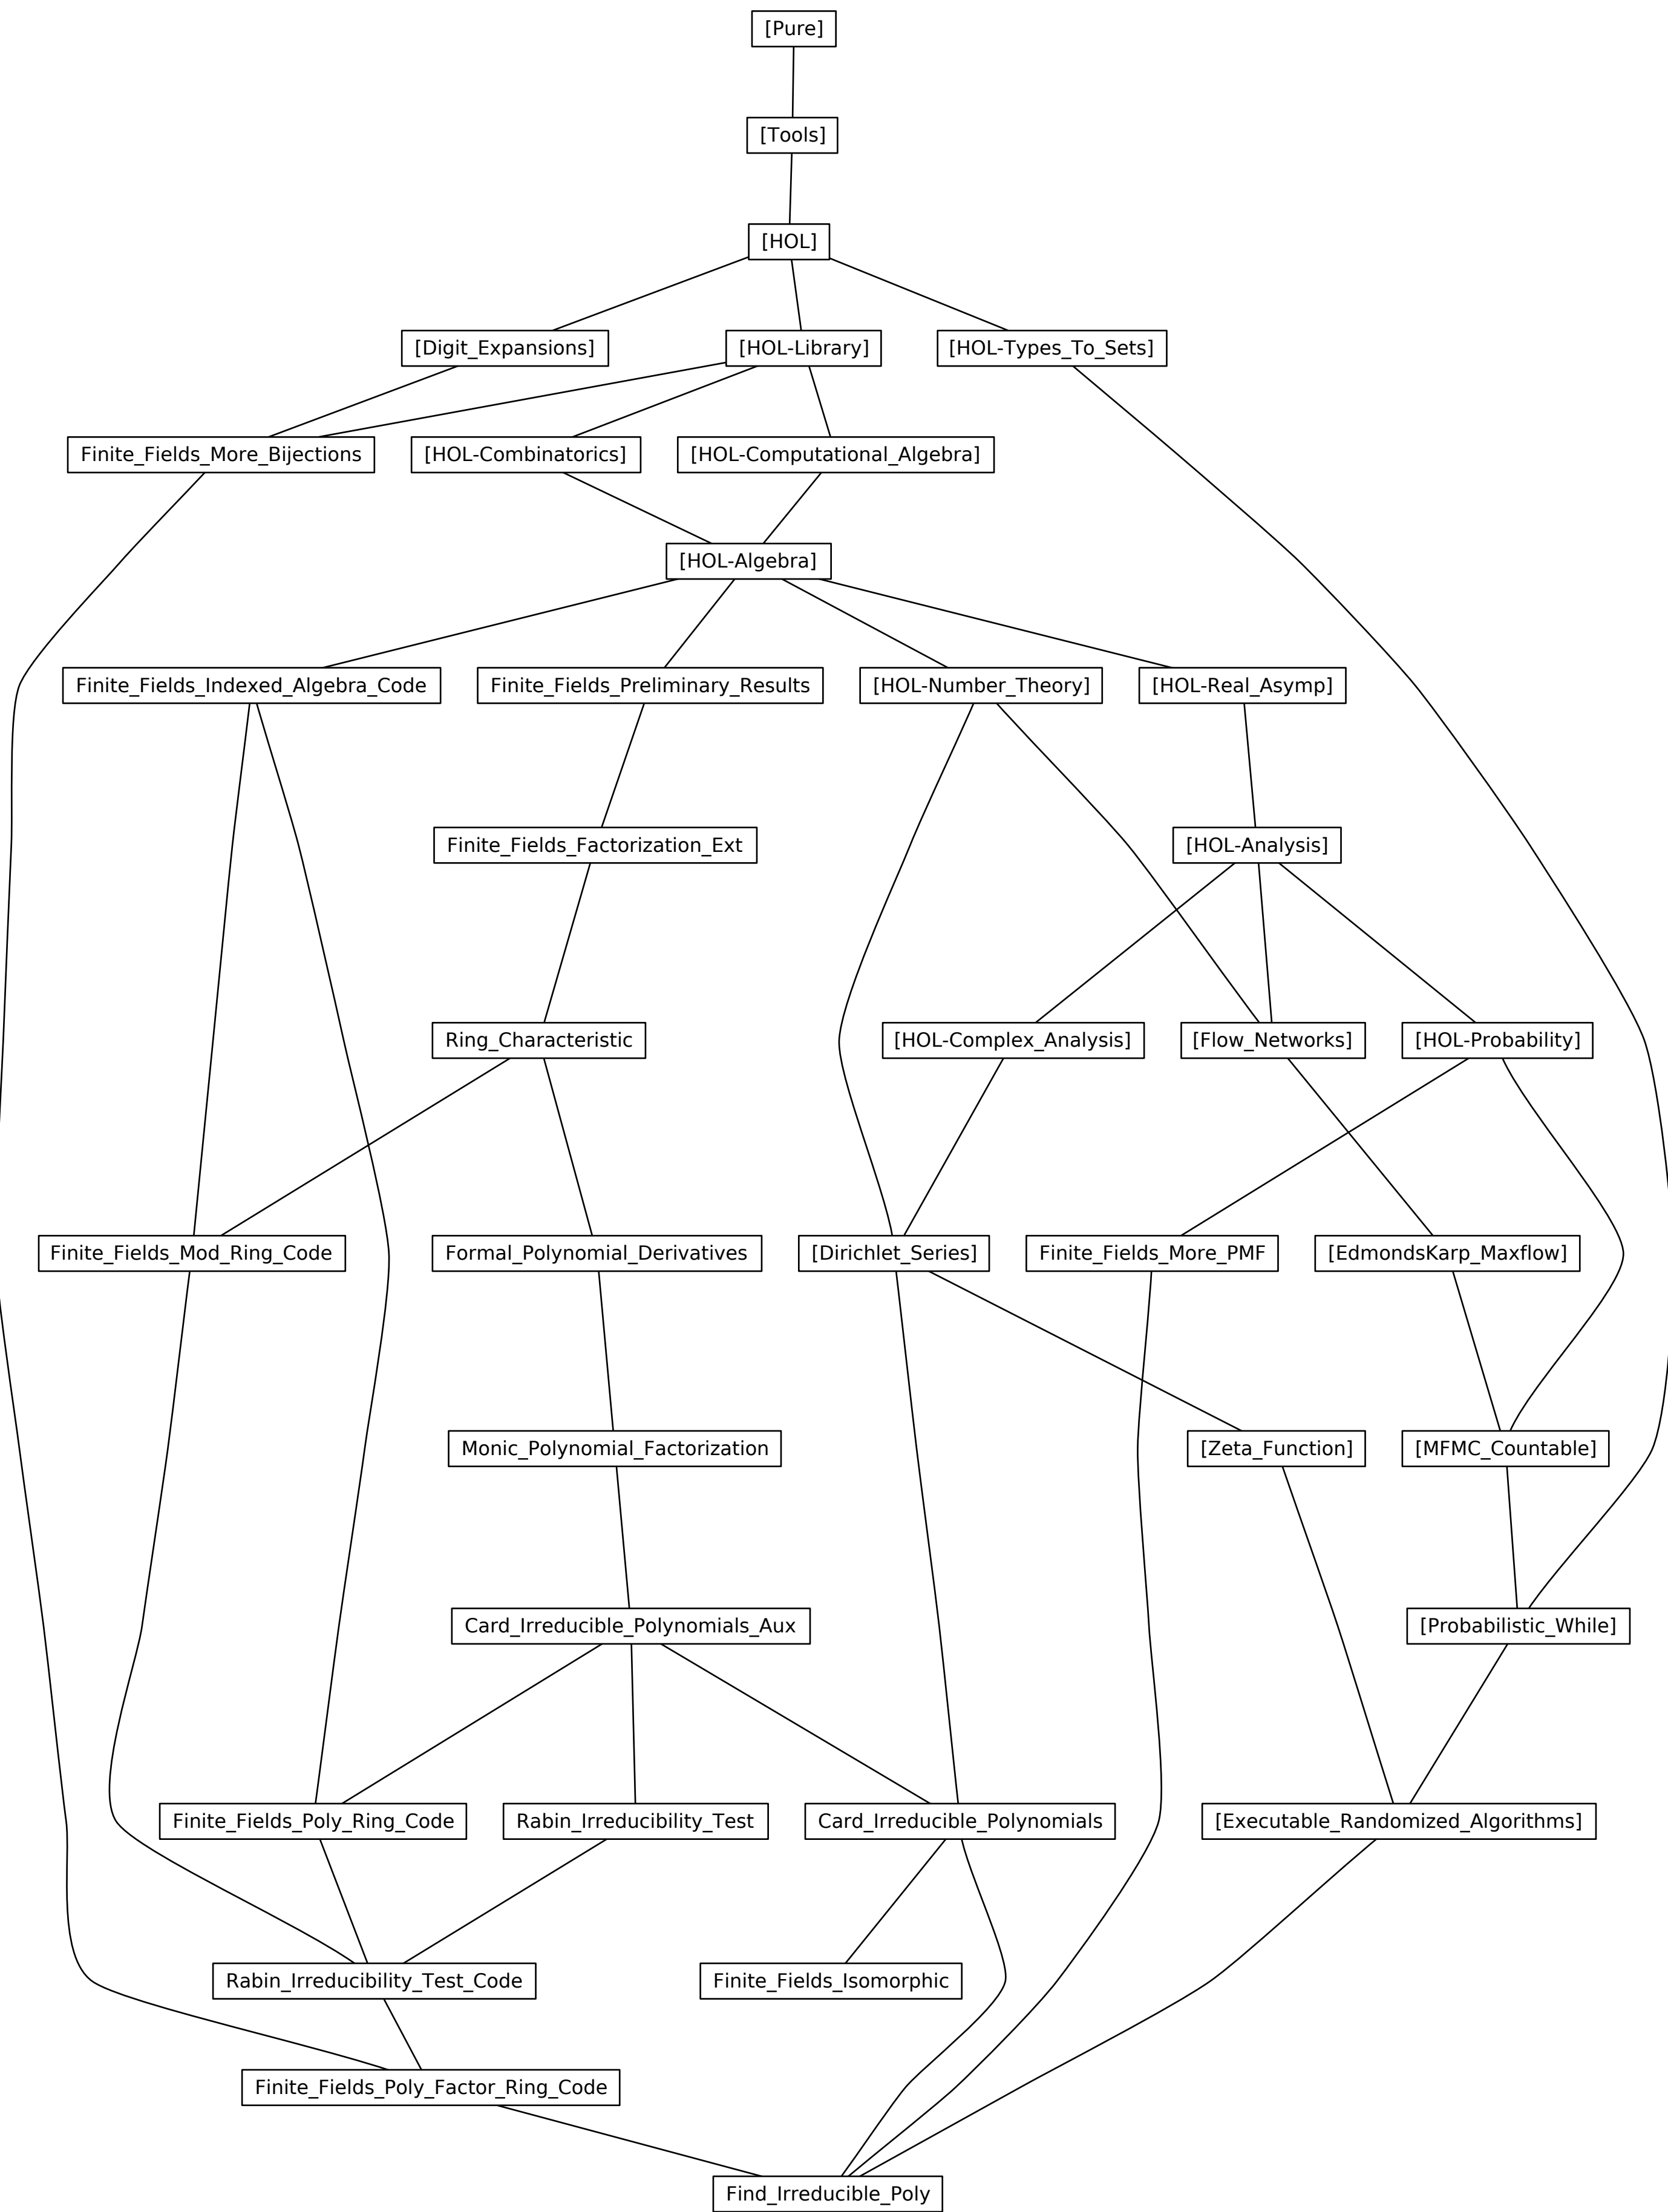 [Pure]
[Tools]
[HOL]
[Digit_Expansions]
[HOL-Library]
[HOL-Types_To_Sets]
Finite_Fields_More_Bijections
[HOL-Combinatorics]
[HOL-Computational_Algebra]
[HOL-Algebra]
Finite_Fields_Indexed_Algebra_Code
Finite_Fields_Preliminary_Results
[HOL-Number_Theory]
[HOL-Real_Asymp]
Finite_Fields_Factorization_Ext
[HOL-Analysis]
Ring_Characteristic
[HOL-Complex_Analysis]
[Flow_Networks]
[HOL-Probability]
Finite_Fields_Mod_Ring_Code
Formal_Polynomial_Derivatives
[Dirichlet_Series]
Finite_Fields_More_PMF
[EdmondsKarp_Maxflow]
Monic_Polynomial_Factorization
[Zeta_Function]
[MFMC_Countable]
Card_Irreducible_Polynomials_Aux
[Probabilistic_While]
Finite_Fields_Poly_Ring_Code
Rabin_Irreducibility_Test
Card_Irreducible_Polynomials
[Executable_Randomized_Algorithms]
Rabin_Irreducibility_Test_Code
Finite_Fields_Isomorphic
Finite_Fields_Poly_Factor_Ring_Code
Find_Irreducible_Poly